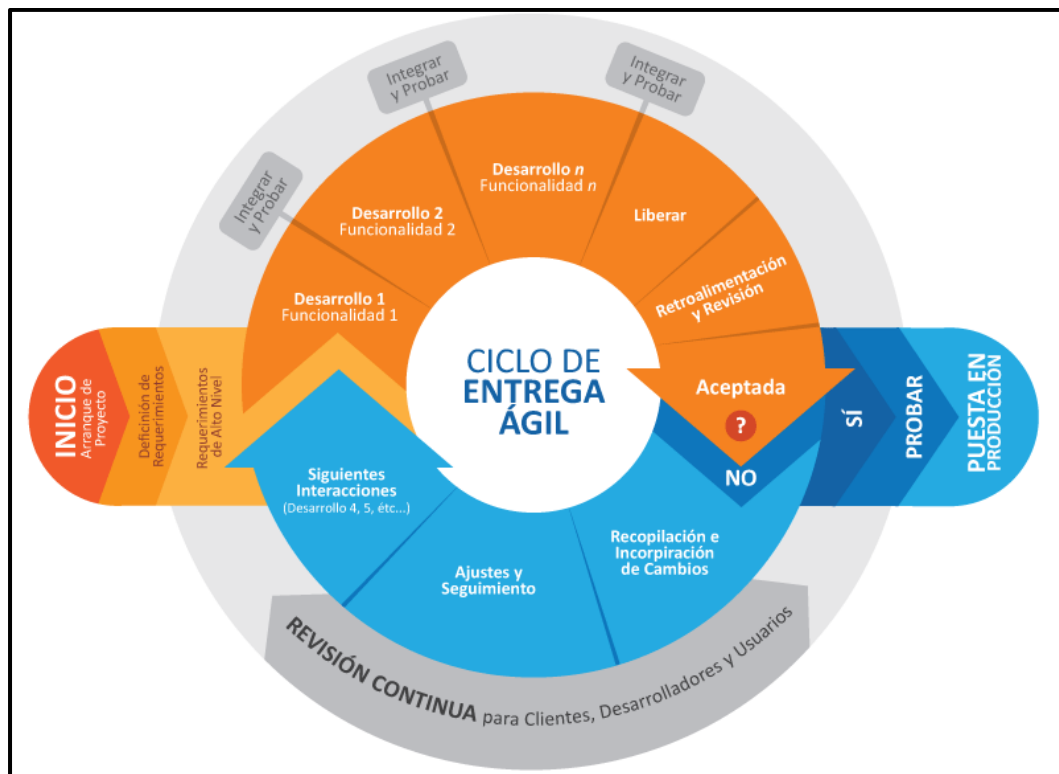 INICIO
Arranque de
Proyecto
Deficinión de
Requerimientos
Requerimientos
de Alto Nivel
Desarrollo 1
Funcionalidad 1
Integrar
y Probar
Desarrollo 2
Funcionalidad 2
Integrar
y Probar
Desarrollo n
Funcionalidad n
Integrar
y Probar
Liberar
Retroalimentación
y Revisión
Aceptada
?
SÍ
PROBAR
PUESTA EN
PRODUCCIÓN
NO
Recopilación e
Incorpiración
de Cambios
Ajustes y
Seguimiento
Siguientes
Interacciones
(Desarrollo 4, 5, étc...)
CICLO DE
ENTREGA
ÁGIL
REVISIÓN CONTINUA para Clientes, Desarrolladores y Usuarios